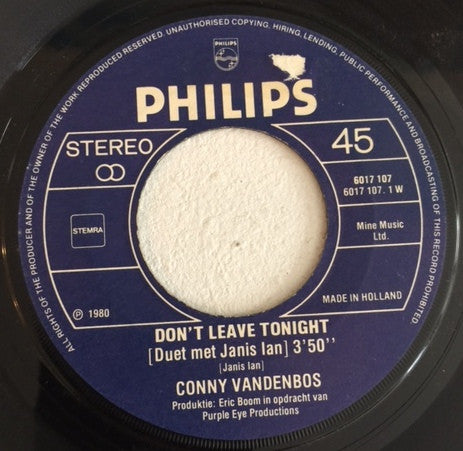 ALL RIGHTS OF THE PRODUCER AND OF THE OWNER OF THE WORK REPRODUCED RESERVED. UNAUTHORISED COPYING, HIRING, LENDING, PUBLIC PERFORMANCE AND BROADCASTING OF THIS RECORD PROHIBITED.
PHILIPS
PHILIPS
STEREO
45
6017 107
6017 107. 1 W
STEMRA
Mine Music
Ltd.
℗ 1980
MADE IN HOLLAND
DON'T LEAVE TONIGHT
[Duet met Janis Ian] 3'50''
[Janis Ian]
CONNY VANDENBOS
Produktie: Eric Boom in opdracht van
Purple Eye Productions